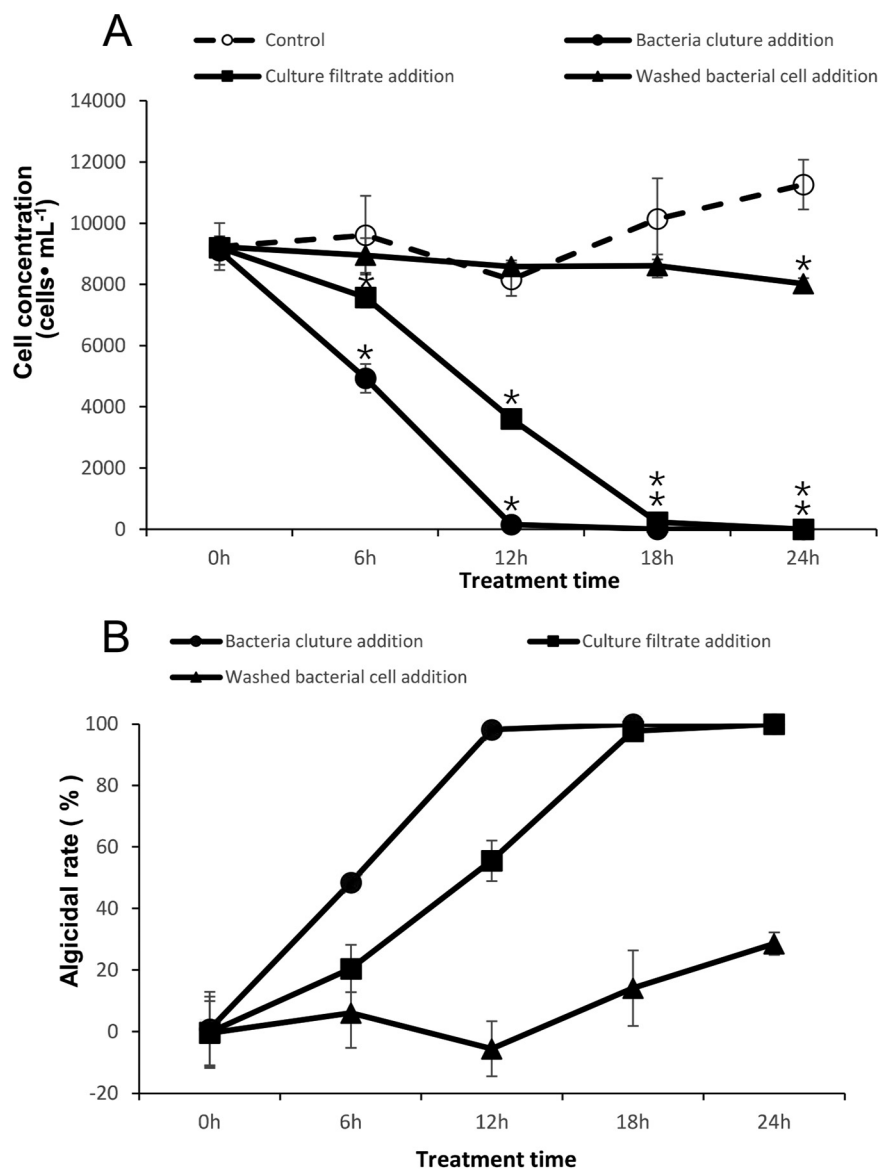 A
Control
Bacteria cluture addition
Culture filtrate addition
Washed bacterial cell addition
14000
12000
10000
8000
6000
4000
2000
0
Cell concentration
(cells• mL-1)
*
*
*
*
*
*
*
*
*
0h
6h
12h
18h
24h
Treatment time
B
Bacteria cluture addition
Culture filtrate addition
Washed bacterial cell addition
100
80
60
40
20
0
-20
Algicidal rate ( % )
0h
6h
12h
18h
24h
Treatment time